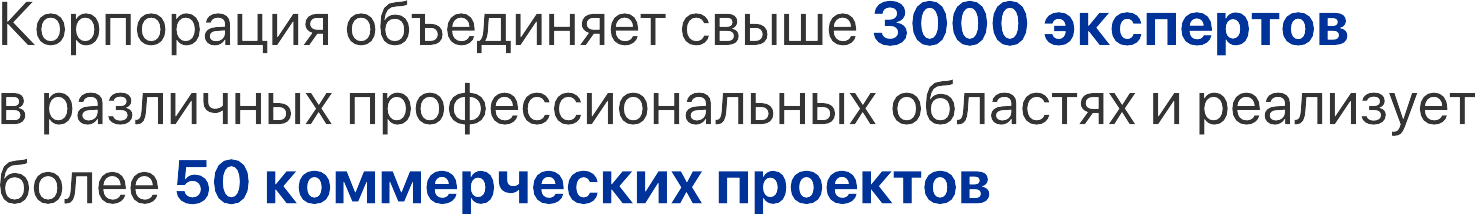 Корпорация объединяет свыше 3000 экспертов
в различных профессиональных областях и реализует
более 50 коммерческих проектов